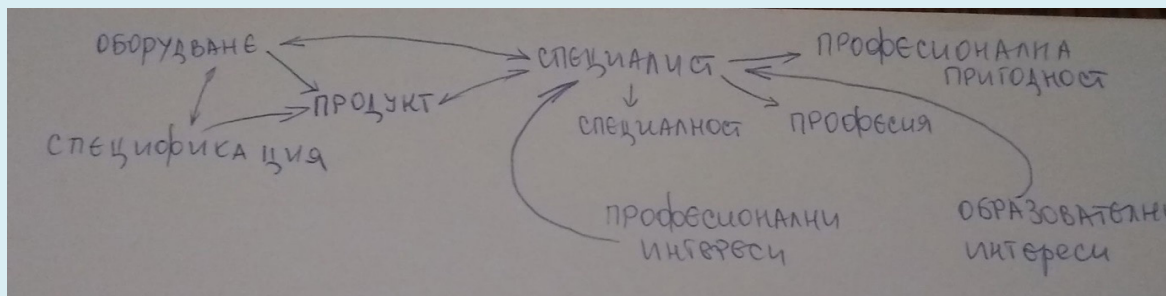 ОБОРУДВАНЕ
СПЕЦИАЛИСТ
ПРОФЕСИОНАЛНА
ПРИГОДНОСТ
ПРОДУКТ
СПЕЦИФИКАЦИЯ
СПЕЦИАЛНОСТ
ПРОФЕСИЯ
ПРОФЕСИОНАЛНИ
ИНТЕРЕСИ
ОБРАЗОВАТЕЛНИ
ИНТЕРЕСИ